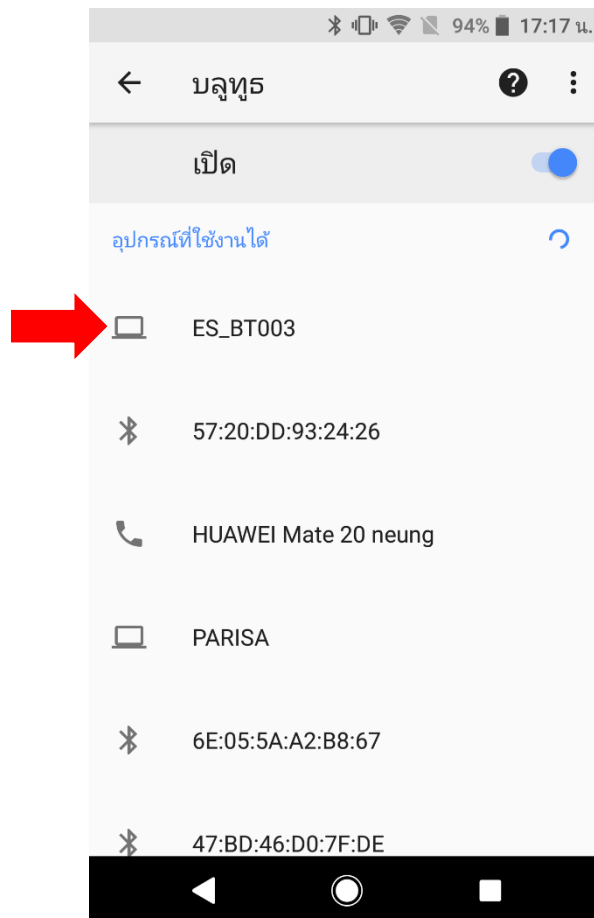 94% 17:17 น.
บลูทูธ
เปิด
อุปกรณ์ที่ใช้งานได้
ES_BT003
57:20:DD:93:24:26
HUAWEI Mate 20 neung
PARISA
6E:05:5A:A2:B8:67
47:BD:46:D0:7F:DE